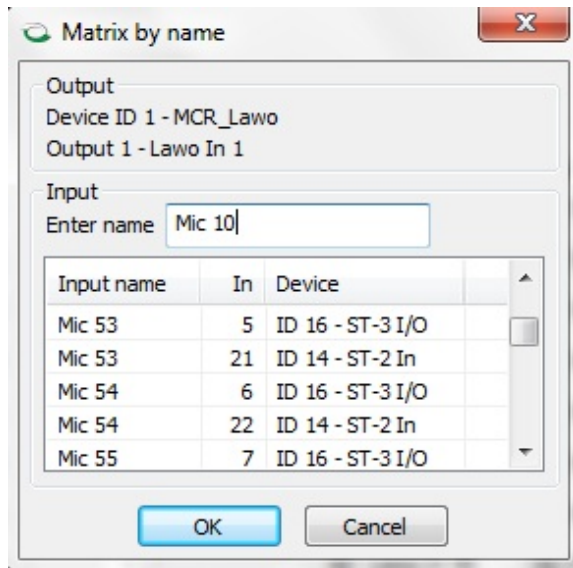 Matrix by name
Output
Device ID 1 - MCR_Lawo
Output 1 - Lawo In 1
Input
Enter name Mic 10
Input name In Device
Mic 53 5 ID 16 - ST-3 I/O
Mic 53 21 ID 14 - ST-2 In
Mic 54 6 ID 16 - ST-3 I/O
Mic 54 22 ID 14 - ST-2 In
Mic 55 7 ID 16 - ST-3 I/O
OK Cancel